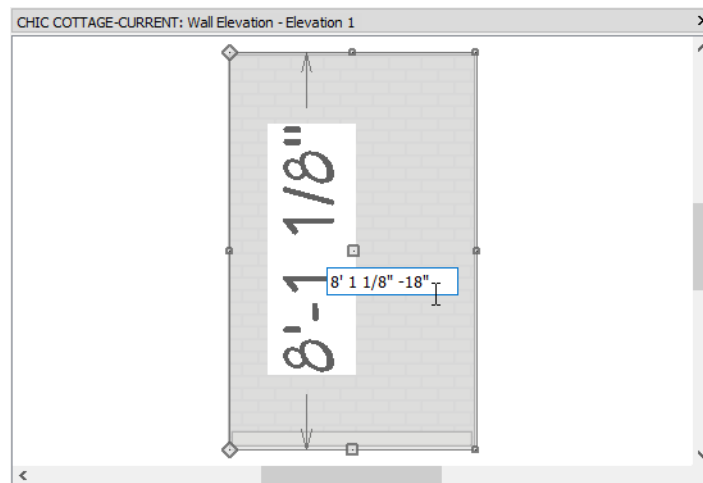 CHIC COTTAGE-CURRENT: Wall Elevation - Elevation 1
8'-1 1/8"
8' 1 1/8" -18"